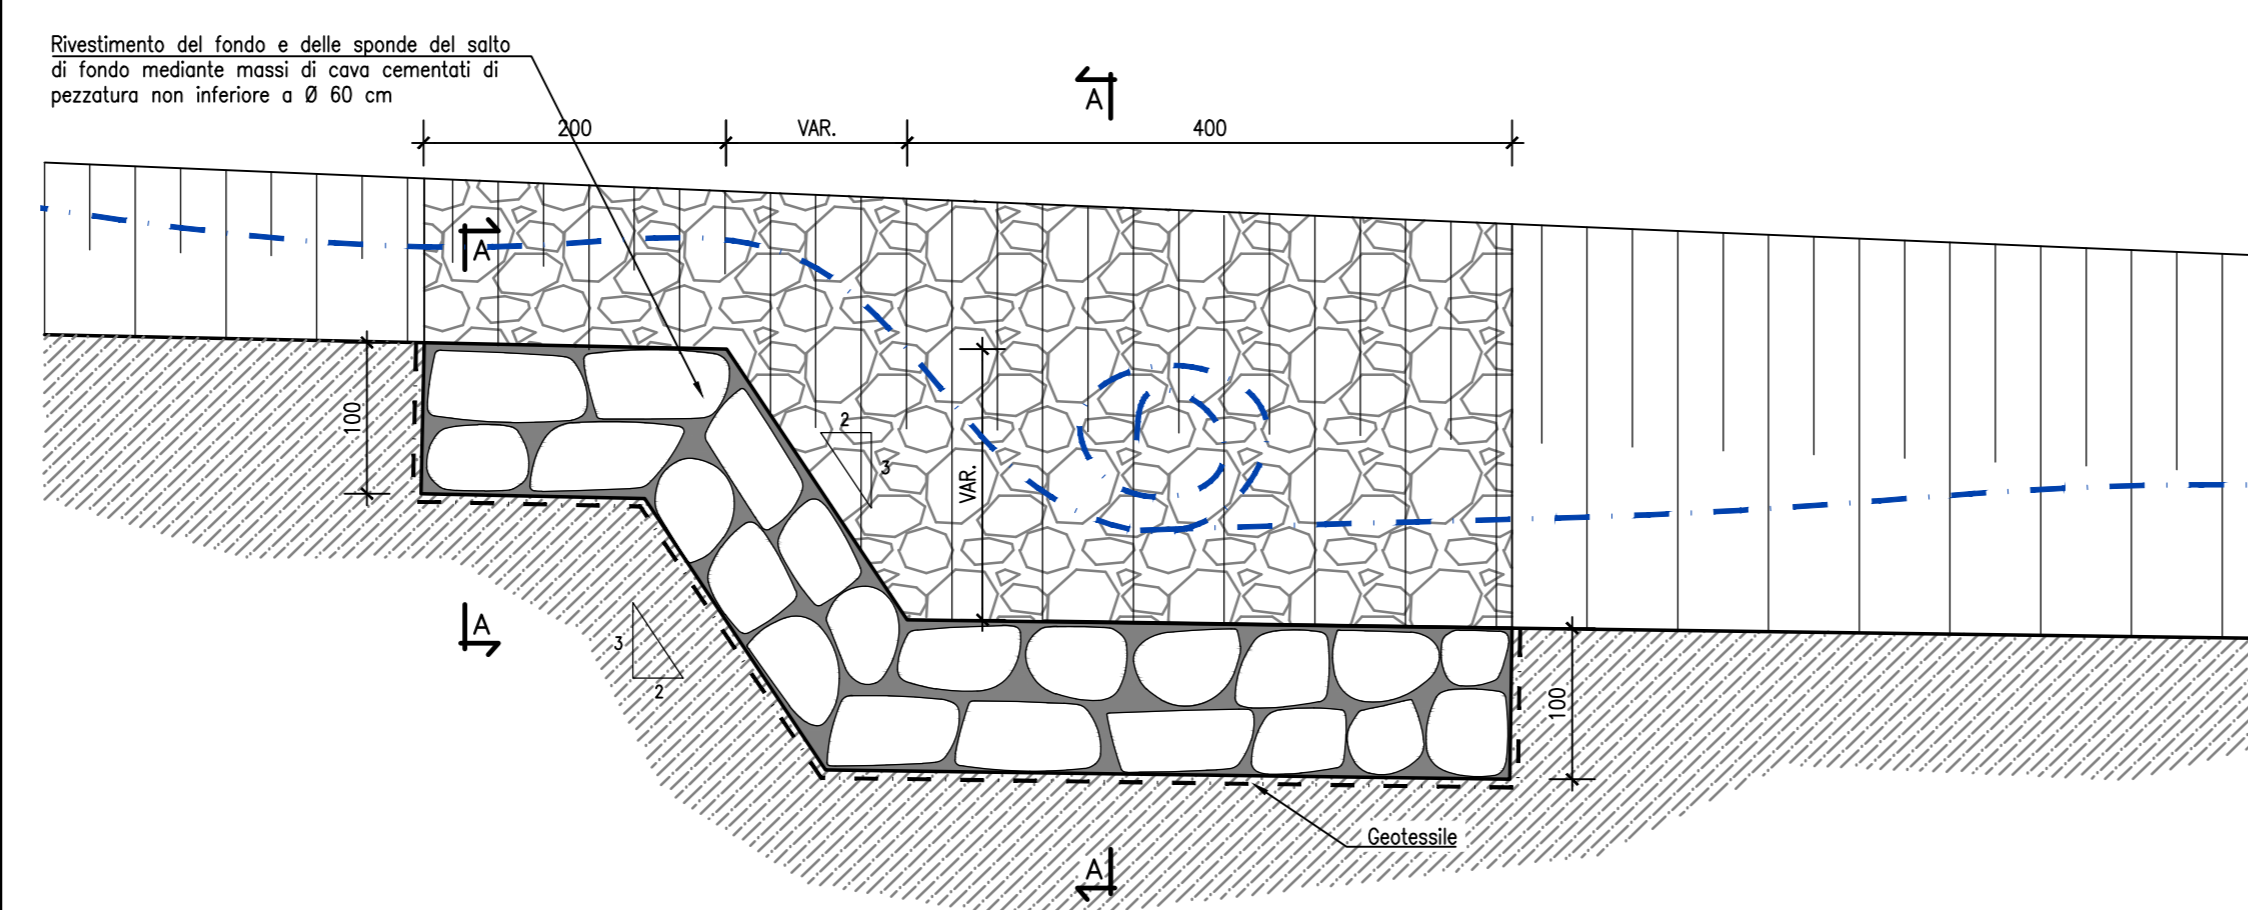 Rivestimento del fondo e delle sponde del salto
di fondo mediante massi di cava cementati di
pezzatura non inferiore a Ø 60 cm
A
200
VAR.
400
A
100
2
3
VAR.
A
3
2
100
Geotessile
A